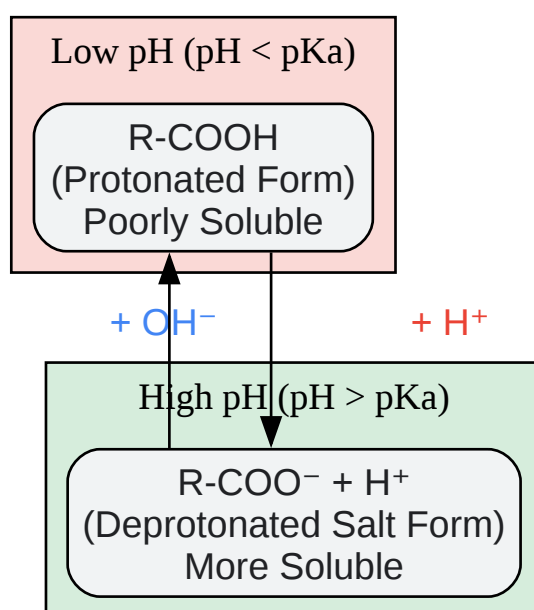 Low pH (pH < pKa)
R-COOH
(Protonated Form)
Poorly Soluble
+ OH⁻
+ H⁺
High pH (pH > pKa)
R-COO⁻ + H⁺
(Deprotonated Salt Form)
More Soluble